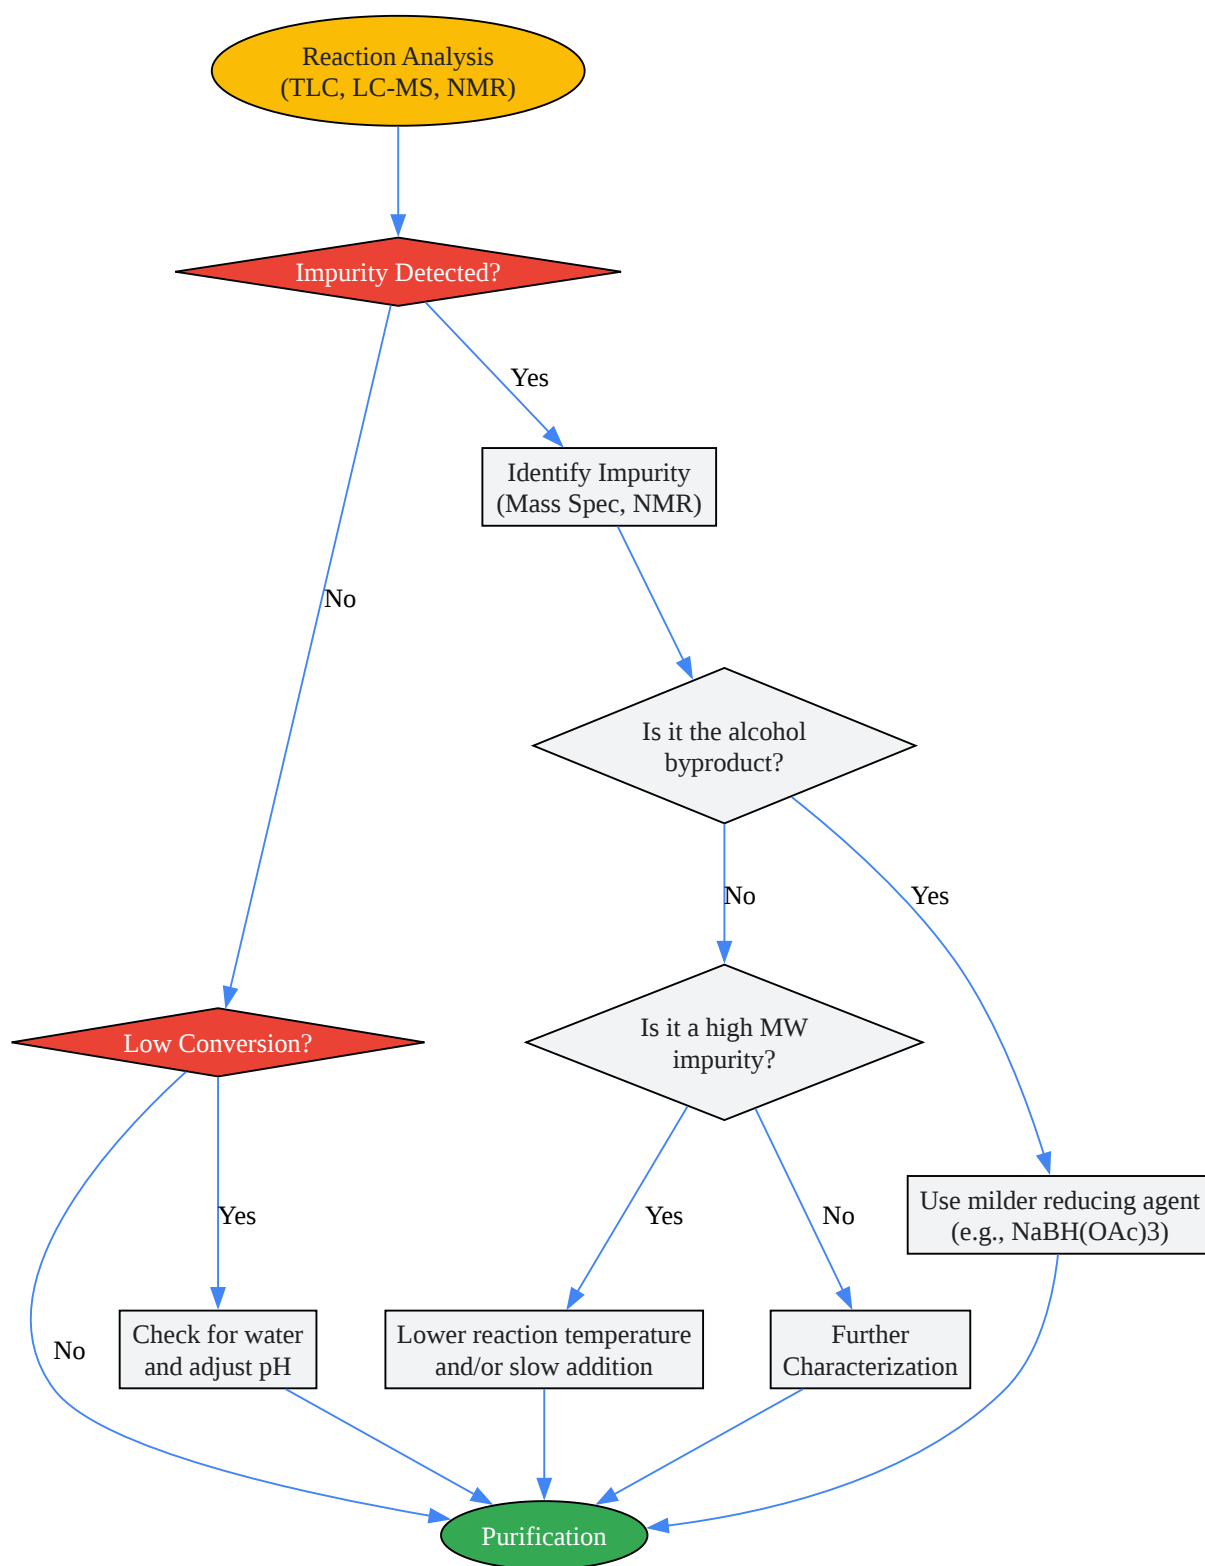 Reaction Analysis
(TLC, LC-MS, NMR)
Impurity Detected?
Yes
Identify Impurity
(Mass Spec, NMR)
No
Is it the alcohol
byproduct?
No
Yes
Low Conversion?
Is it a high MW
impurity?
Yes
Yes
No
Use milder reducing agent
(e.g., NaBH(OAc)3)
No
Check for water
and adjust pH
Lower reaction temperature
and/or slow addition
Further
Characterization
Purification